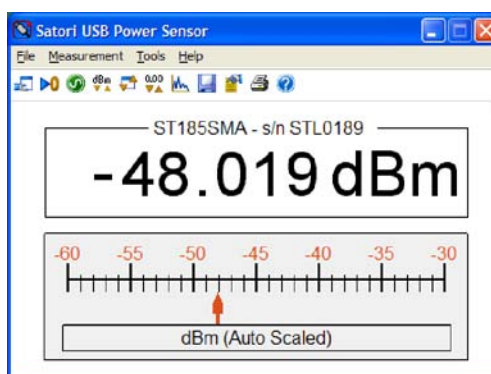 Satori USB Power Sensor
File Measurement Tools Help
dBm 0.00
ST185SMA - s/n STL0189
-48.019 dBm
-60 -55 -50 -45 -40 -35 -30
dBm (Auto Scaled)